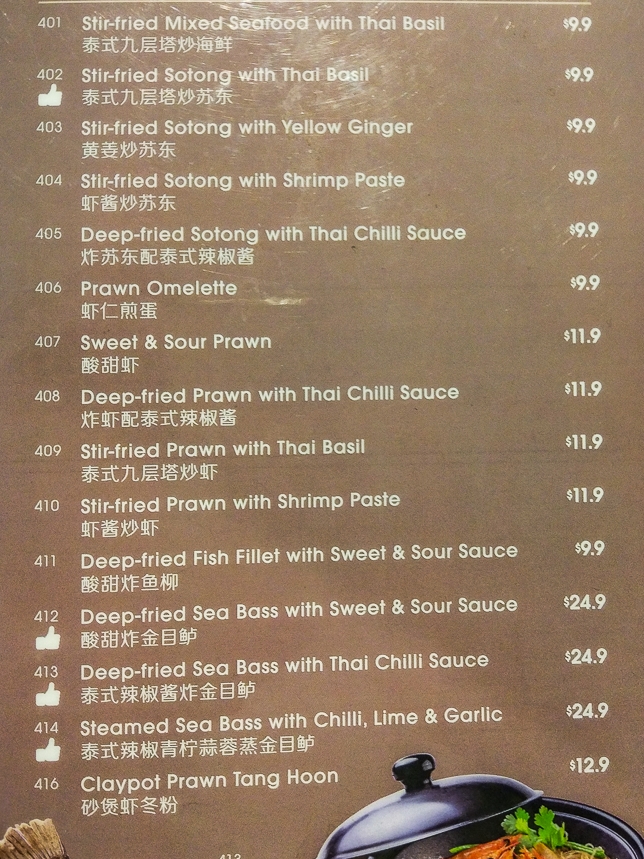 401 Stir-fried Mixed Seafood with Thai Basil $9.9
泰式九层塔炒海鲜
402 Stir-fried Sotong with Thai Basil $9.9
泰式九层塔炒苏东
403 Stir-fried Sotong with Yellow Ginger $9.9
黄姜炒苏东
404 Stir-fried Sotong with Shrimp Paste $9.9
虾酱炒苏东
405 Deep-fried Sotong with Thai Chilli Sauce $9.9
炸苏东配泰式辣椒酱
406 Prawn Omelette $9.9
虾仁煎蛋
407 Sweet & Sour Prawn $11.9
酸甜虾
408 Deep-fried Prawn with Thai Chilli Sauce $11.9
炸虾配泰式辣椒酱
409 Stir-fried Prawn with Thai Basil $11.9
泰式九层塔炒虾
410 Stir-fried Prawn with Shrimp Paste $11.9
虾酱炒虾
411 Deep-fried Fish Fillet with Sweet & Sour Sauce $9.9
酸甜炸鱼柳
412 Deep-fried Sea Bass with Sweet & Sour Sauce $24.9
酸甜炸金目鲈
413 Deep-fried Sea Bass with Thai Chilli Sauce $24.9
泰式辣椒酱炸金目鲈
414 Steamed Sea Bass with Chilli, Lime & Garlic $24.9
泰式辣椒青柠蒜蓉蒸金目鲈
416 Claypot Prawn Tang Hoon $12.9
砂煲虾冬粉